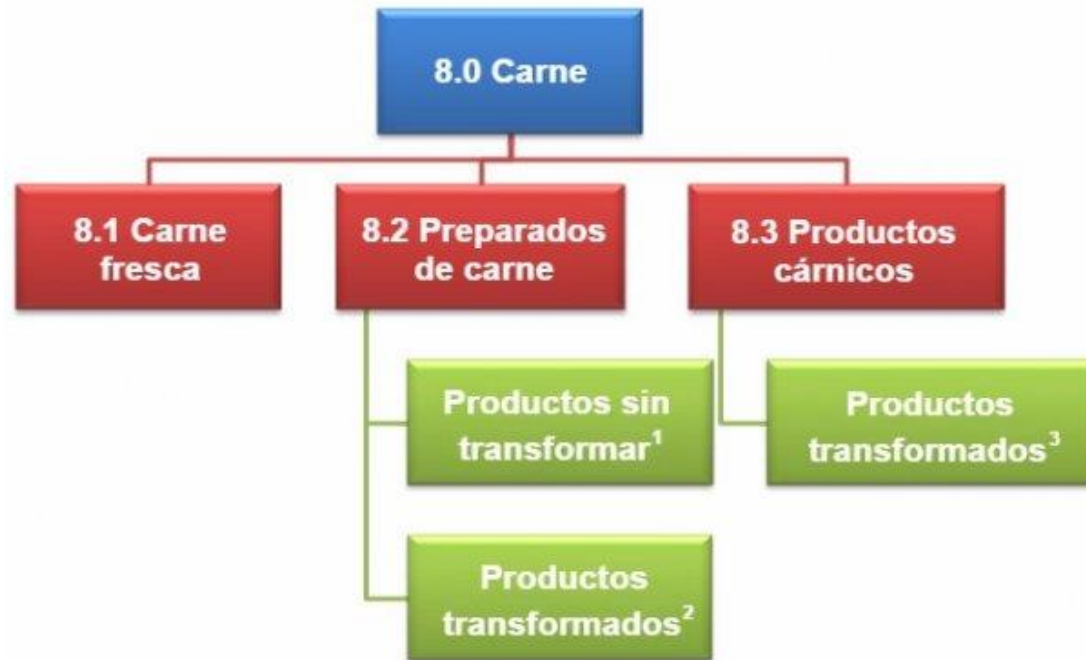 8.0 Carne
8.1 Carne
fresca
8.2 Preparados
de carne
8.3 Productos
cárnicos
Productos sin
transformar¹
Productos
transformados³
Productos
transformados²